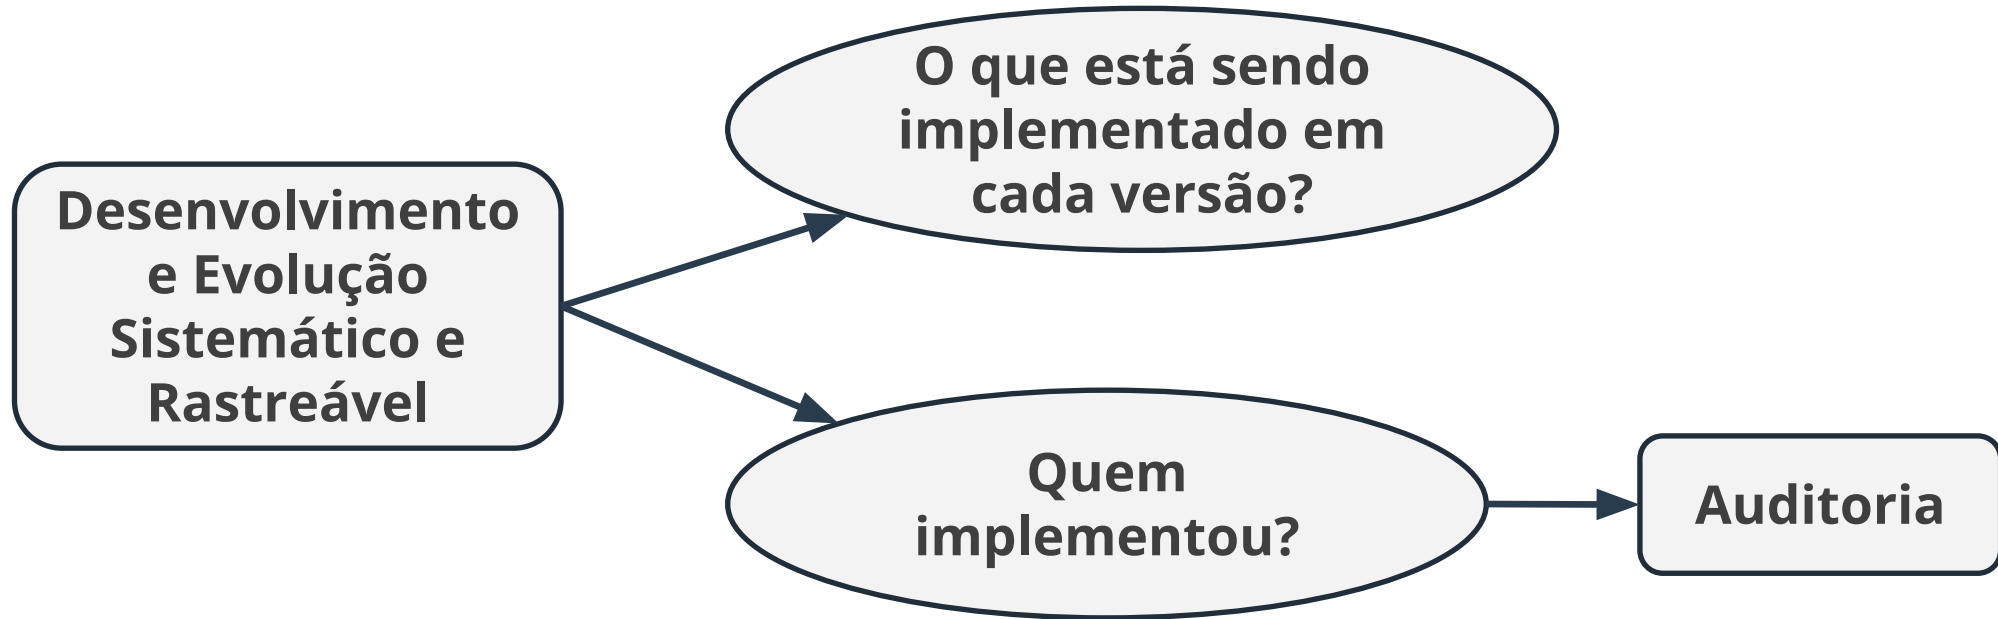 Desenvolvimento
e Evolução
Sistemático e
Rastreável
O que está sendo
implementado em
cada versão?
Quem
implementou?
Auditoria